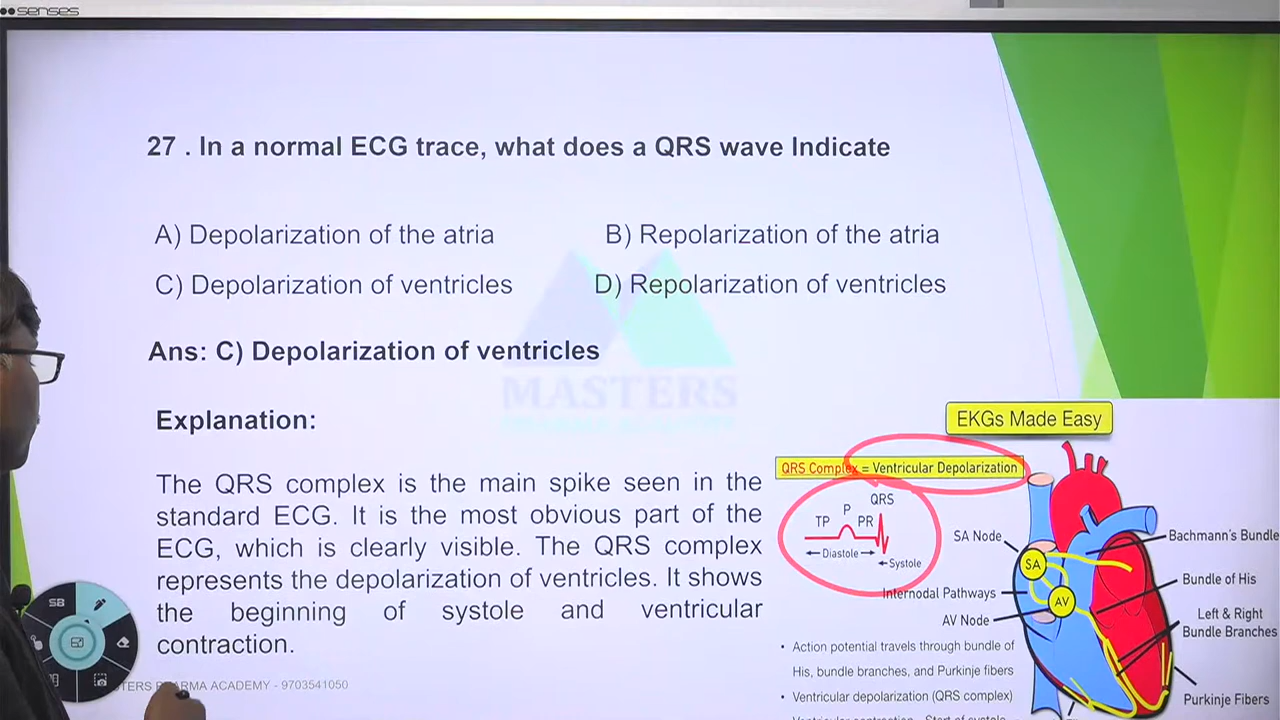 senses
27 . In a normal ECG trace, what does a QRS wave Indicate
A) Depolarization of the atria
B) Repolarization of the atria
C) Depolarization of ventricles
D) Repolarization of ventricles
Ans: C) Depolarization of ventricles
MASTERS
Explanation:
The QRS complex is the main spike seen in the
standard ECG. It is the most obvious part of the
ECG, which is clearly visible. The QRS complex
represents the depolarization of ventricles. It shows
the beginning of systole and ventricular
contraction.
EKGs Made Easy
QRS Complex = Ventricular Depolarization
QRS
P
TP
PR
Diastole
Systole
SA Node
SA
Bachmann's Bundle
Bundle of His
Internodal Pathways
AV
AV Node
Left & Right
Bundle Branches
• Action potential travels through bundle of
His, bundle branches, and Purkinje fibers
• Ventricular depolarization (QRS complex)
Purkinje Fibers
SB
ACADEMY - 9703541050